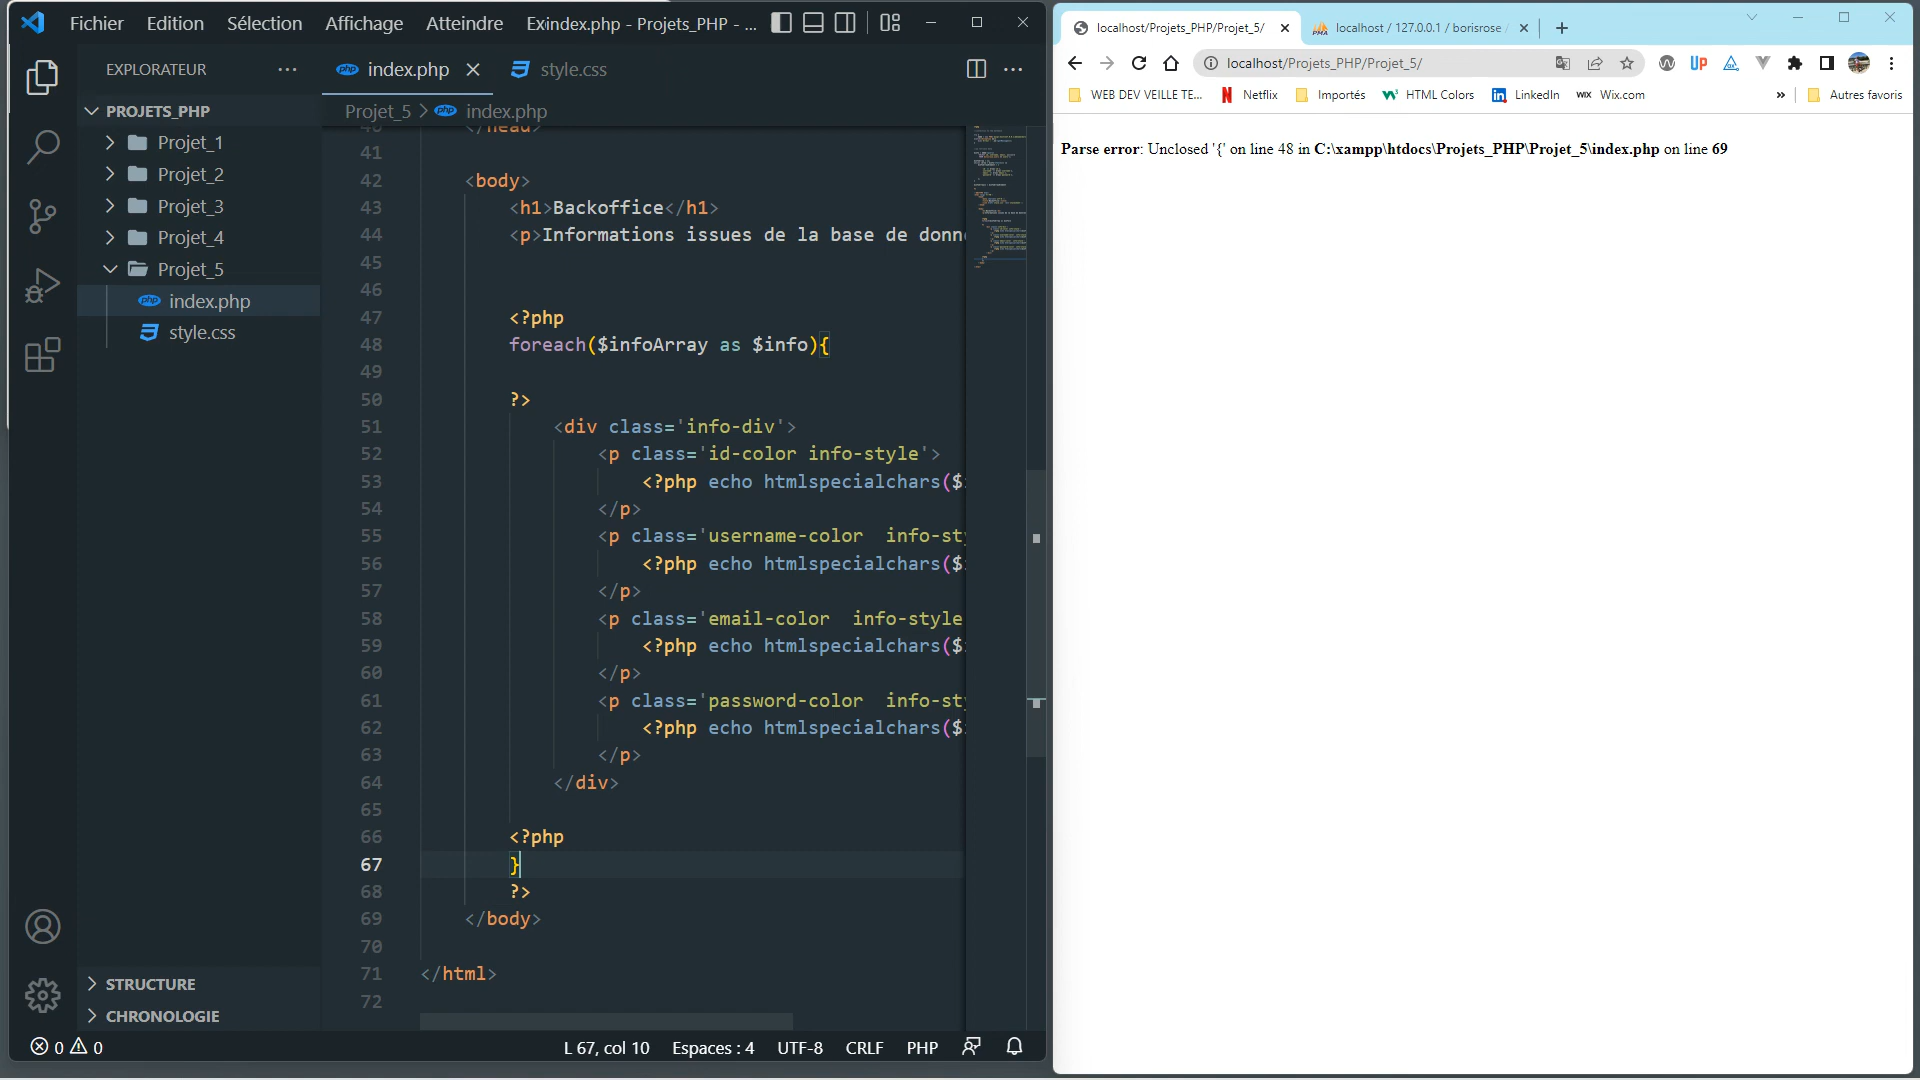 Fichier Edition Sélection Affichage Atteindre Exindex.php - Projets_PHP - ...
EXPLORATEUR
PROJETS_PHP
Projet_1
Projet_2
Projet_3
Projet_4
Projet_5
index.php
style.css
STRUCTURE
CHRONOLOGIE
index.php style.css
Projet_5 > index.php
40 </head>
41
42 <body>
43 <h1>Backoffice</h1>
44 <p>Informations issues de la base de donn
45
46
47 <?php
48 foreach($infoArray as $info){
49
50 ?>
51 <div class='info-div'>
52 <p class='id-color info-style'>
53 <?php echo htmlspecialchars($
54 </p>
55 <p class='username-color  info-sty
56 <?php echo htmlspecialchars($
57 </p>
58 <p class='email-color  info-style
59 <?php echo htmlspecialchars($
60 </p>
61 <p class='password-color  info-sty
62 <?php echo htmlspecialchars($
63 </p>
64 </div>
65
66 <?php
67 }
68 ?>
69 </body>
70
71 </html>
72
0 0 L 67, col 10 Espaces : 4 UTF-8 CRLF PHP
localhost/Projets_PHP/Projet_5/ localhost / 127.0.0.1 / borisrose
localhost/Projets_PHP/Projet_5/
UP
WEB DEV VEILLE TE... Netflix Importés HTML Colors LinkedIn WIX Wix.com » Autres favoris
Parse error: Unclosed '{' on line 48 in C:\xampp\htdocs\Projets_PHP\Projet_5\index.php on line 69